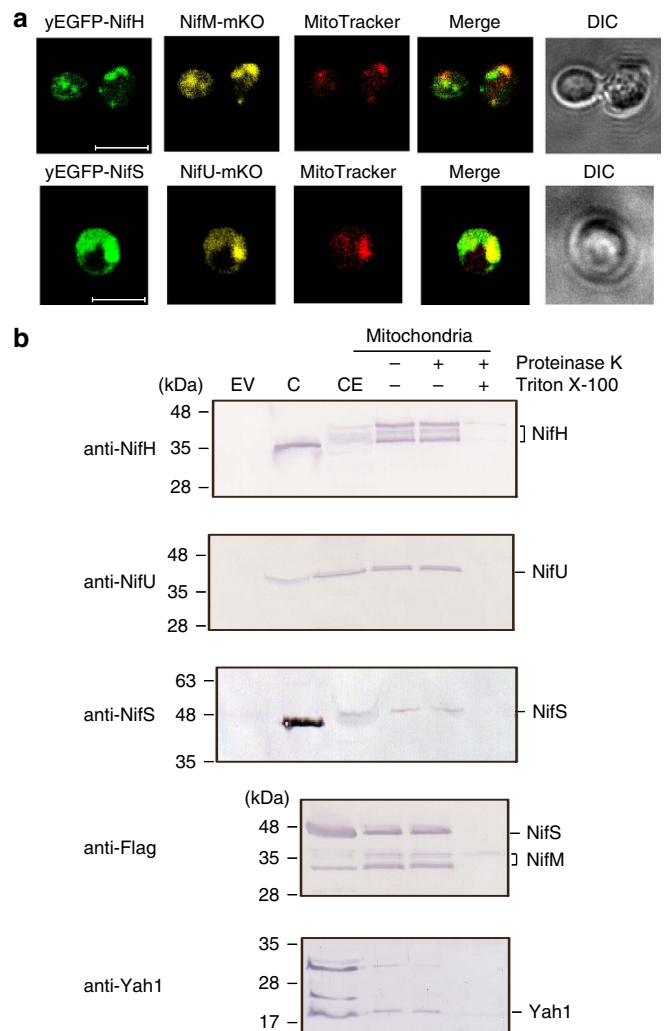 a
yEGFP-NifH NifM-mKO MitoTracker Merge DIC
yEGFP-NifS NifU-mKO MitoTracker Merge DIC
b
Mitochondria
– + + Proteinase K
(kDa) EV C CE – – + Triton X-100
48 –
anti-NifH 35 – NifH
28 –
48 –
anti-NifU 35 – – NifU
28 –
63 –
anti-NifS 48 – – NifS
35 –
(kDa)
48 – – NifS
anti-Flag 35 – NifM
28 –
35 –
anti-Yah1 28 –
17 – – Yah1